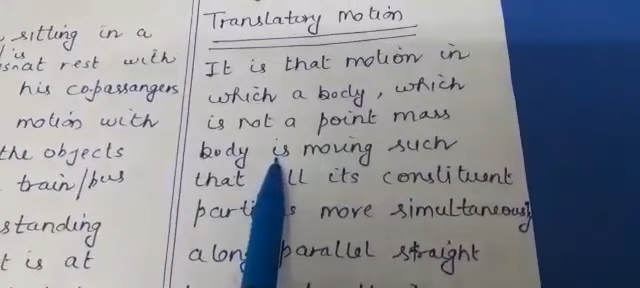 sitting in a
is
at rest with
his copassangers
motion with
the objects
train/bus
standing
t is at
Translatory motion
It is that motion in
which a body, which
is not a point mass
body is moving such
that all its constituent
parti s more simultaneously
along parallel straight